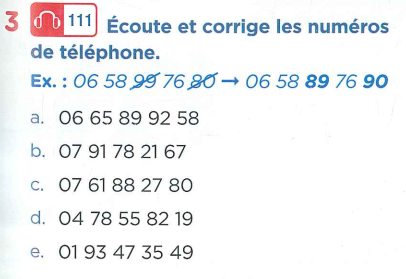 3 111 Écoute et corrige les numéros
de téléphone.
Ex. : 06 58 99 76 80 → 06 58 89 76 90
a. 06 65 89 92 58
b. 07 91 78 21 67
c. 07 61 88 27 80
d. 04 78 55 82 19
e. 01 93 47 35 49